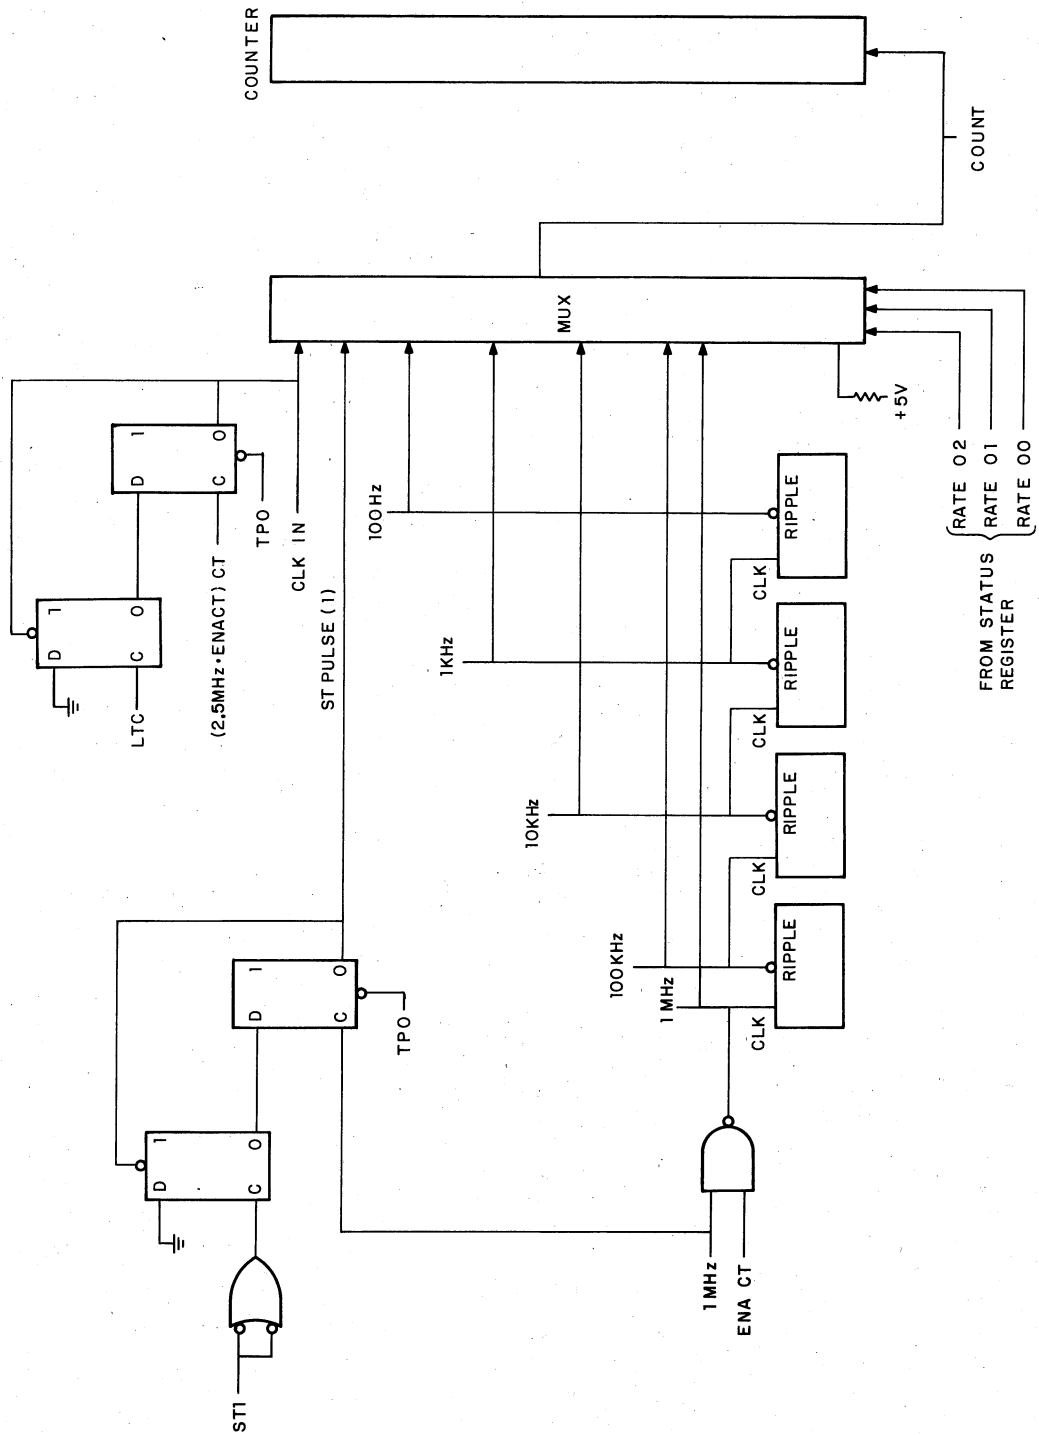 COUNTER
COUNT
MUX
+5V
RATE 02
RATE 01
RATE 00
FROM STATUS
REGISTER
D
1
C
0
TPO
D
1
C
0
LTC
(2.5MHz•ENACT) CT
CLK IN
ST PULSE (1)
100Hz
1KHz
10KHz
100KHz
1MHz
RIPPLE
CLK
RIPPLE
CLK
RIPPLE
CLK
RIPPLE
CLK
D
1
C
0
TPO
D
1
C
0
ST1
1MHz
ENA CT